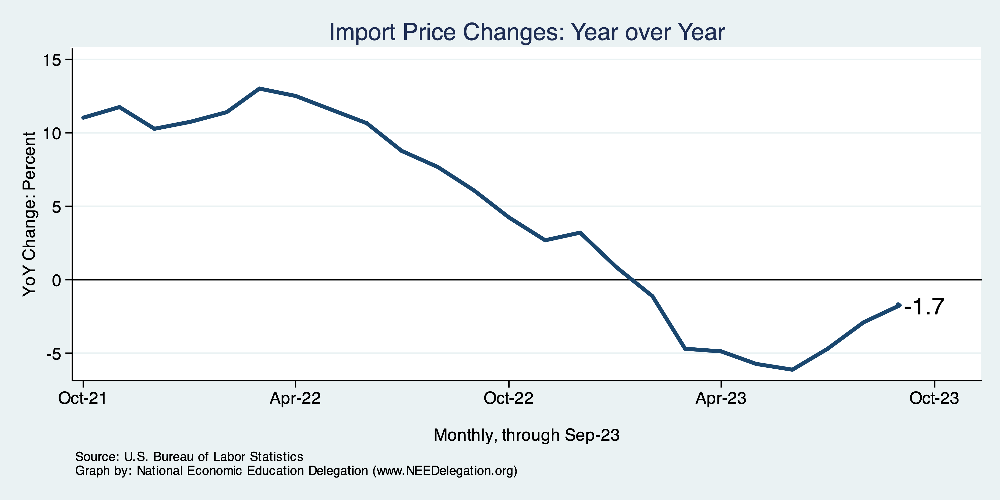 Import Price Changes: Year over Year
YoY Change: Percent
15
10
5
0
-5
-1.7
Oct-21
Apr-22
Oct-22
Apr-23
Oct-23
Monthly, through Sep-23
Source: U.S. Bureau of Labor Statistics
Graph by: National Economic Education Delegation (www.NEEDelegation.org)